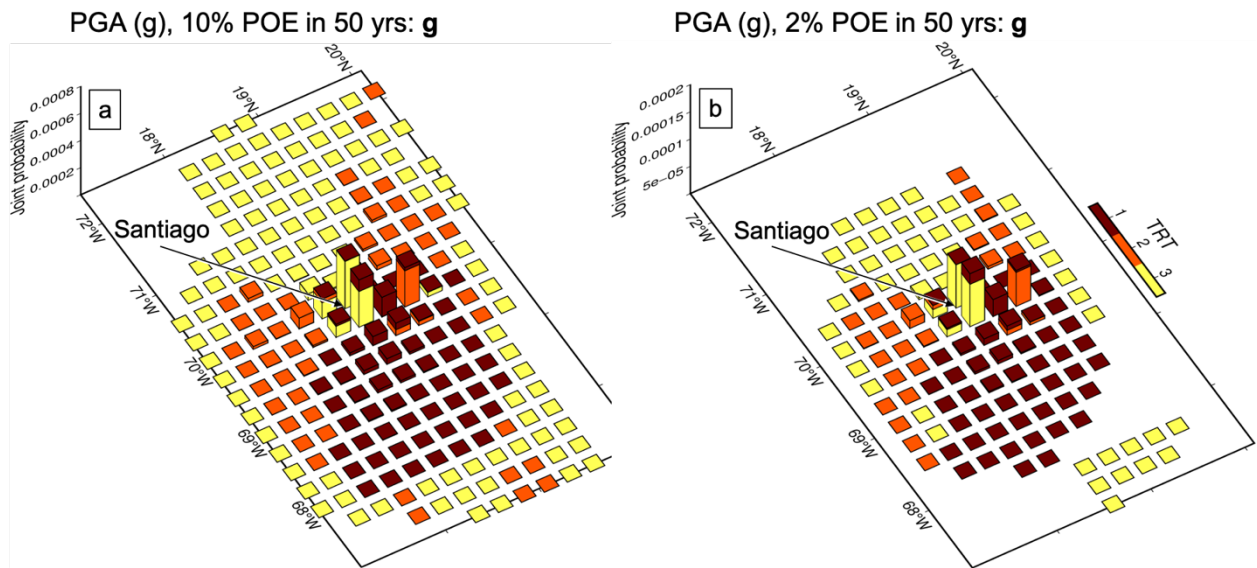 PGA (g), 10% POE in 50 yrs: g
PGA (g), 2% POE in 50 yrs: g
a
Joint probability
0.0008
0.0006
0.0004
0.0002
18°N
19°N
20°N
72°W
71°W
70°W
69°W
68°W
Santiago
b
Joint probability
0.0002
0.00015
0.0001
5e−05
18°N
19°N
20°N
72°W
71°W
70°W
69°W
68°W
Santiago
1
2
3
TRT